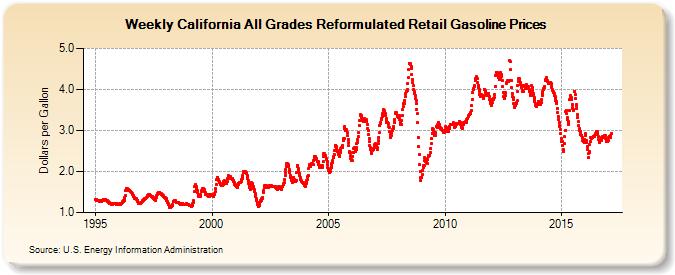 Weekly California All Grades Reformulated Retail Gasoline Prices
Dollars per Gallon
5.0
4.0
3.0
2.0
1.0
1995 2000 2005 2010 2015
Source: U.S. Energy Information Administration